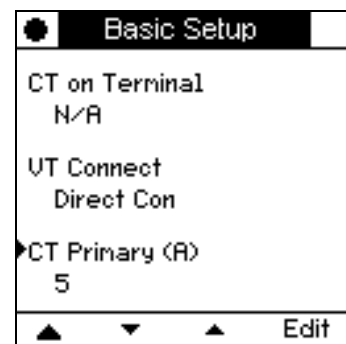 Basic Setup
CT on Terminal
N/A
VT Connect
Direct Con
CT Primary (A)
5
Edit